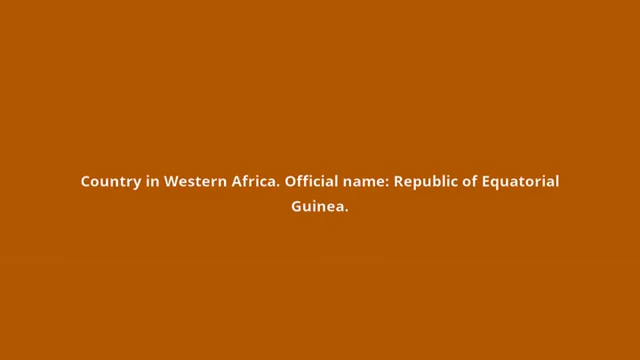 Country in Western Africa. Official name: Republic of Equatorial
Guinea.